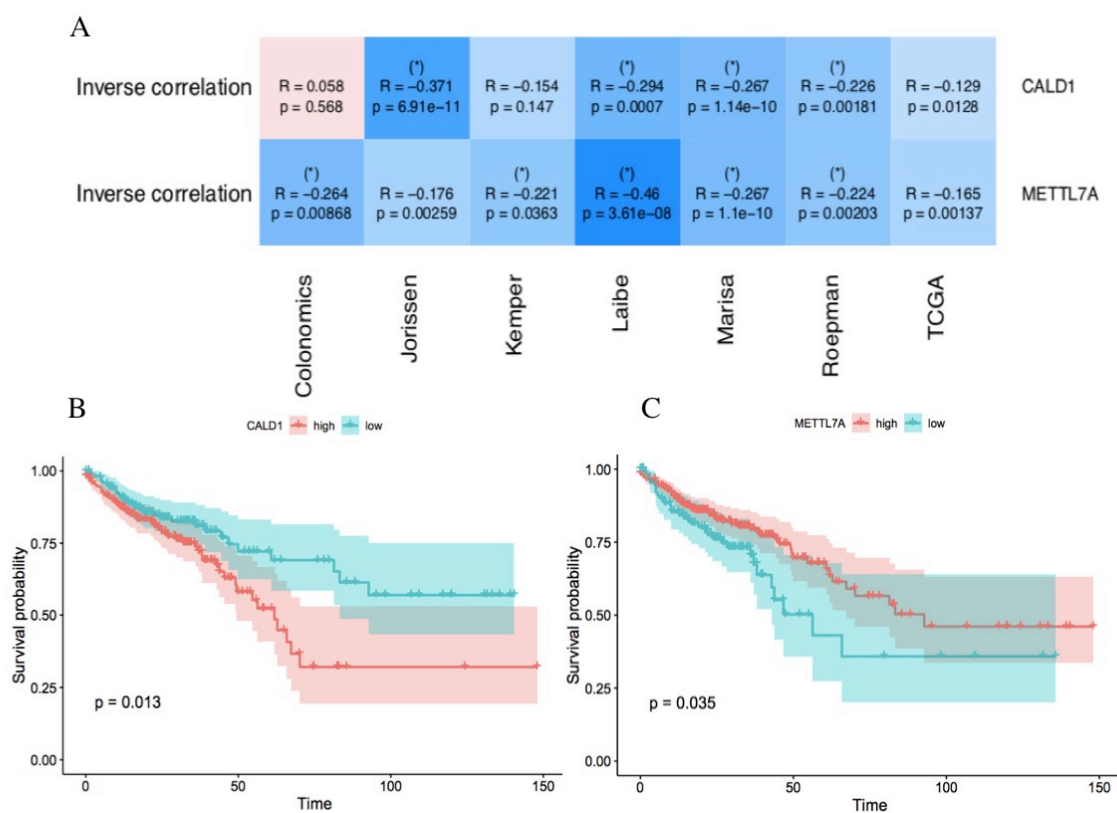 A
Inverse correlation
R = 0.058
p = 0.568
(*)
R = −0.371
p = 6.91e−11
R = −0.154
p = 0.147
(*)
R = −0.294
p = 0.0007
(*)
R = −0.267
p = 1.14e−10
(*)
R = −0.226
p = 0.00181
R = −0.129
p = 0.0128
CALD1
Inverse correlation
(*)
R = −0.264
p = 0.00868
R = −0.176
p = 0.00259
(*)
R = −0.221
p = 0.0363
(*)
R = −0.46
p = 3.61e−08
(*)
R = −0.267
p = 1.1e−10
(*)
R = −0.224
p = 0.00203
R = −0.165
p = 0.00137
METTL7A
Colonomics
Jorissen
Kemper
Laibe
Marisa
Roepman
TCGA
B
CALD1 high low
Survival probability
1.00
0.75
0.50
0.25
0.00
p = 0.013
0 50 100 150
Time
C
METTL7A high low
Survival probability
1.00
0.75
0.50
0.25
0.00
p = 0.035
0 50 100 150
Time